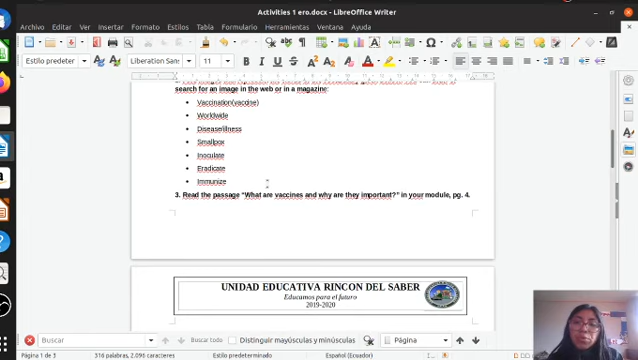 Activities 1 ero.docx - LibreOffice Writer
Archivo Editar Ver Insertar Formato Estilos Tabla Formulario Herramientas Ventana Ayuda
Estilo predeter Liberation Sans 11
search for an image in the web or in a magazine:
• Vaccination(vaccine)
• Worldwide
• Disease/illness
• Smallpox
• Inoculate
• Eradicate
• Immunize
3. Read the passage “What are vaccines and why are they important?” in your module, pg. 4.
UNIDAD EDUCATIVA RINCON DEL SABER
Educamos para el futuro
2019-2020
Buscar Buscar todo Distinguir mayúsculas y minúsculas Página
Página 1 de 3 316 palabras, 2.096 caracteres Estilo predeterminado Español (Ecuador)